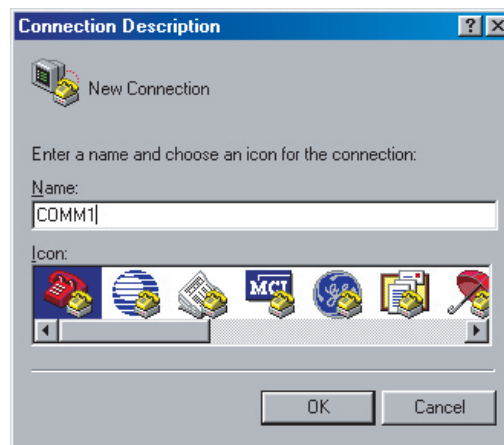 Connection Description
New Connection
Enter a name and choose an icon for the connection:
Name:
COMM1
Icon:
MCI
OK
Cancel